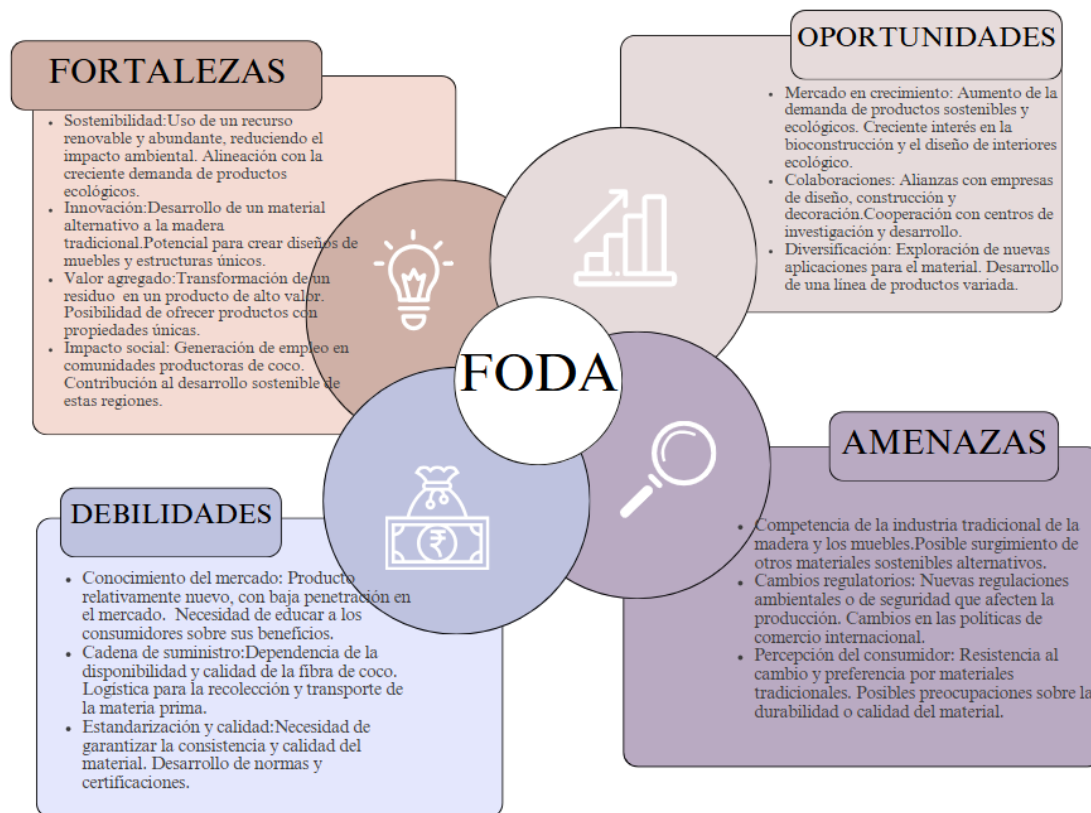 FORTALEZAS
• Sostenibilidad:Uso de un recurso
renovable y abundante, reduciendo el
impacto ambiental. Alineación con la
creciente demanda de productos
ecológicos.
• Innovación:Desarrollo de un material
alternativo a la madera
tradicional.Potencial para crear diseños de
muebles y estructuras únicos.
• Valor agregado:Transformación de un
residuo en un producto de alto valor.
Posibilidad de ofrecer productos con
propiedades únicas.
• Impacto social: Generación de empleo en
comunidades productoras de coco.
Contribución al desarrollo sostenible de
estas regiones.
OPORTUNIDADES
• Mercado en crecimiento: Aumento de la
demanda de productos sostenibles y
ecológicos. Creciente interés en la
bioconstrucción y el diseño de interiores
ecológico.
• Colaboraciones: Alianzas con empresas
de diseño, construcción y
decoración.Cooperación con centros de
investigación y desarrollo.
• Diversificación: Exploración de nuevas
aplicaciones para el material. Desarrollo
de una línea de productos variada.
FODA
DEBILIDADES
• Conocimiento del mercado: Producto
relativamente nuevo, con baja penetración en
el mercado. Necesidad de educar a los
consumidores sobre sus beneficios.
• Cadena de suministro:Dependencia de la
disponibilidad y calidad de la fibra de coco.
Logística para la recolección y transporte de
la materia prima.
• Estandarización y calidad:Necesidad de
garantizar la consistencia y calidad del
material. Desarrollo de normas y
certificaciones.
₹
AMENAZAS
• Competencia de la industria tradicional de la
madera y los muebles.Posible surgimiento de
otros materiales sostenibles alternativos.
• Cambios regulatorios: Nuevas regulaciones
ambientales o de seguridad que afecten la
producción. Cambios en las políticas de
comercio internacional.
• Percepción del consumidor: Resistencia al
cambio y preferencia por materiales
tradicionales. Posibles preocupaciones sobre la
durabilidad o calidad del material.